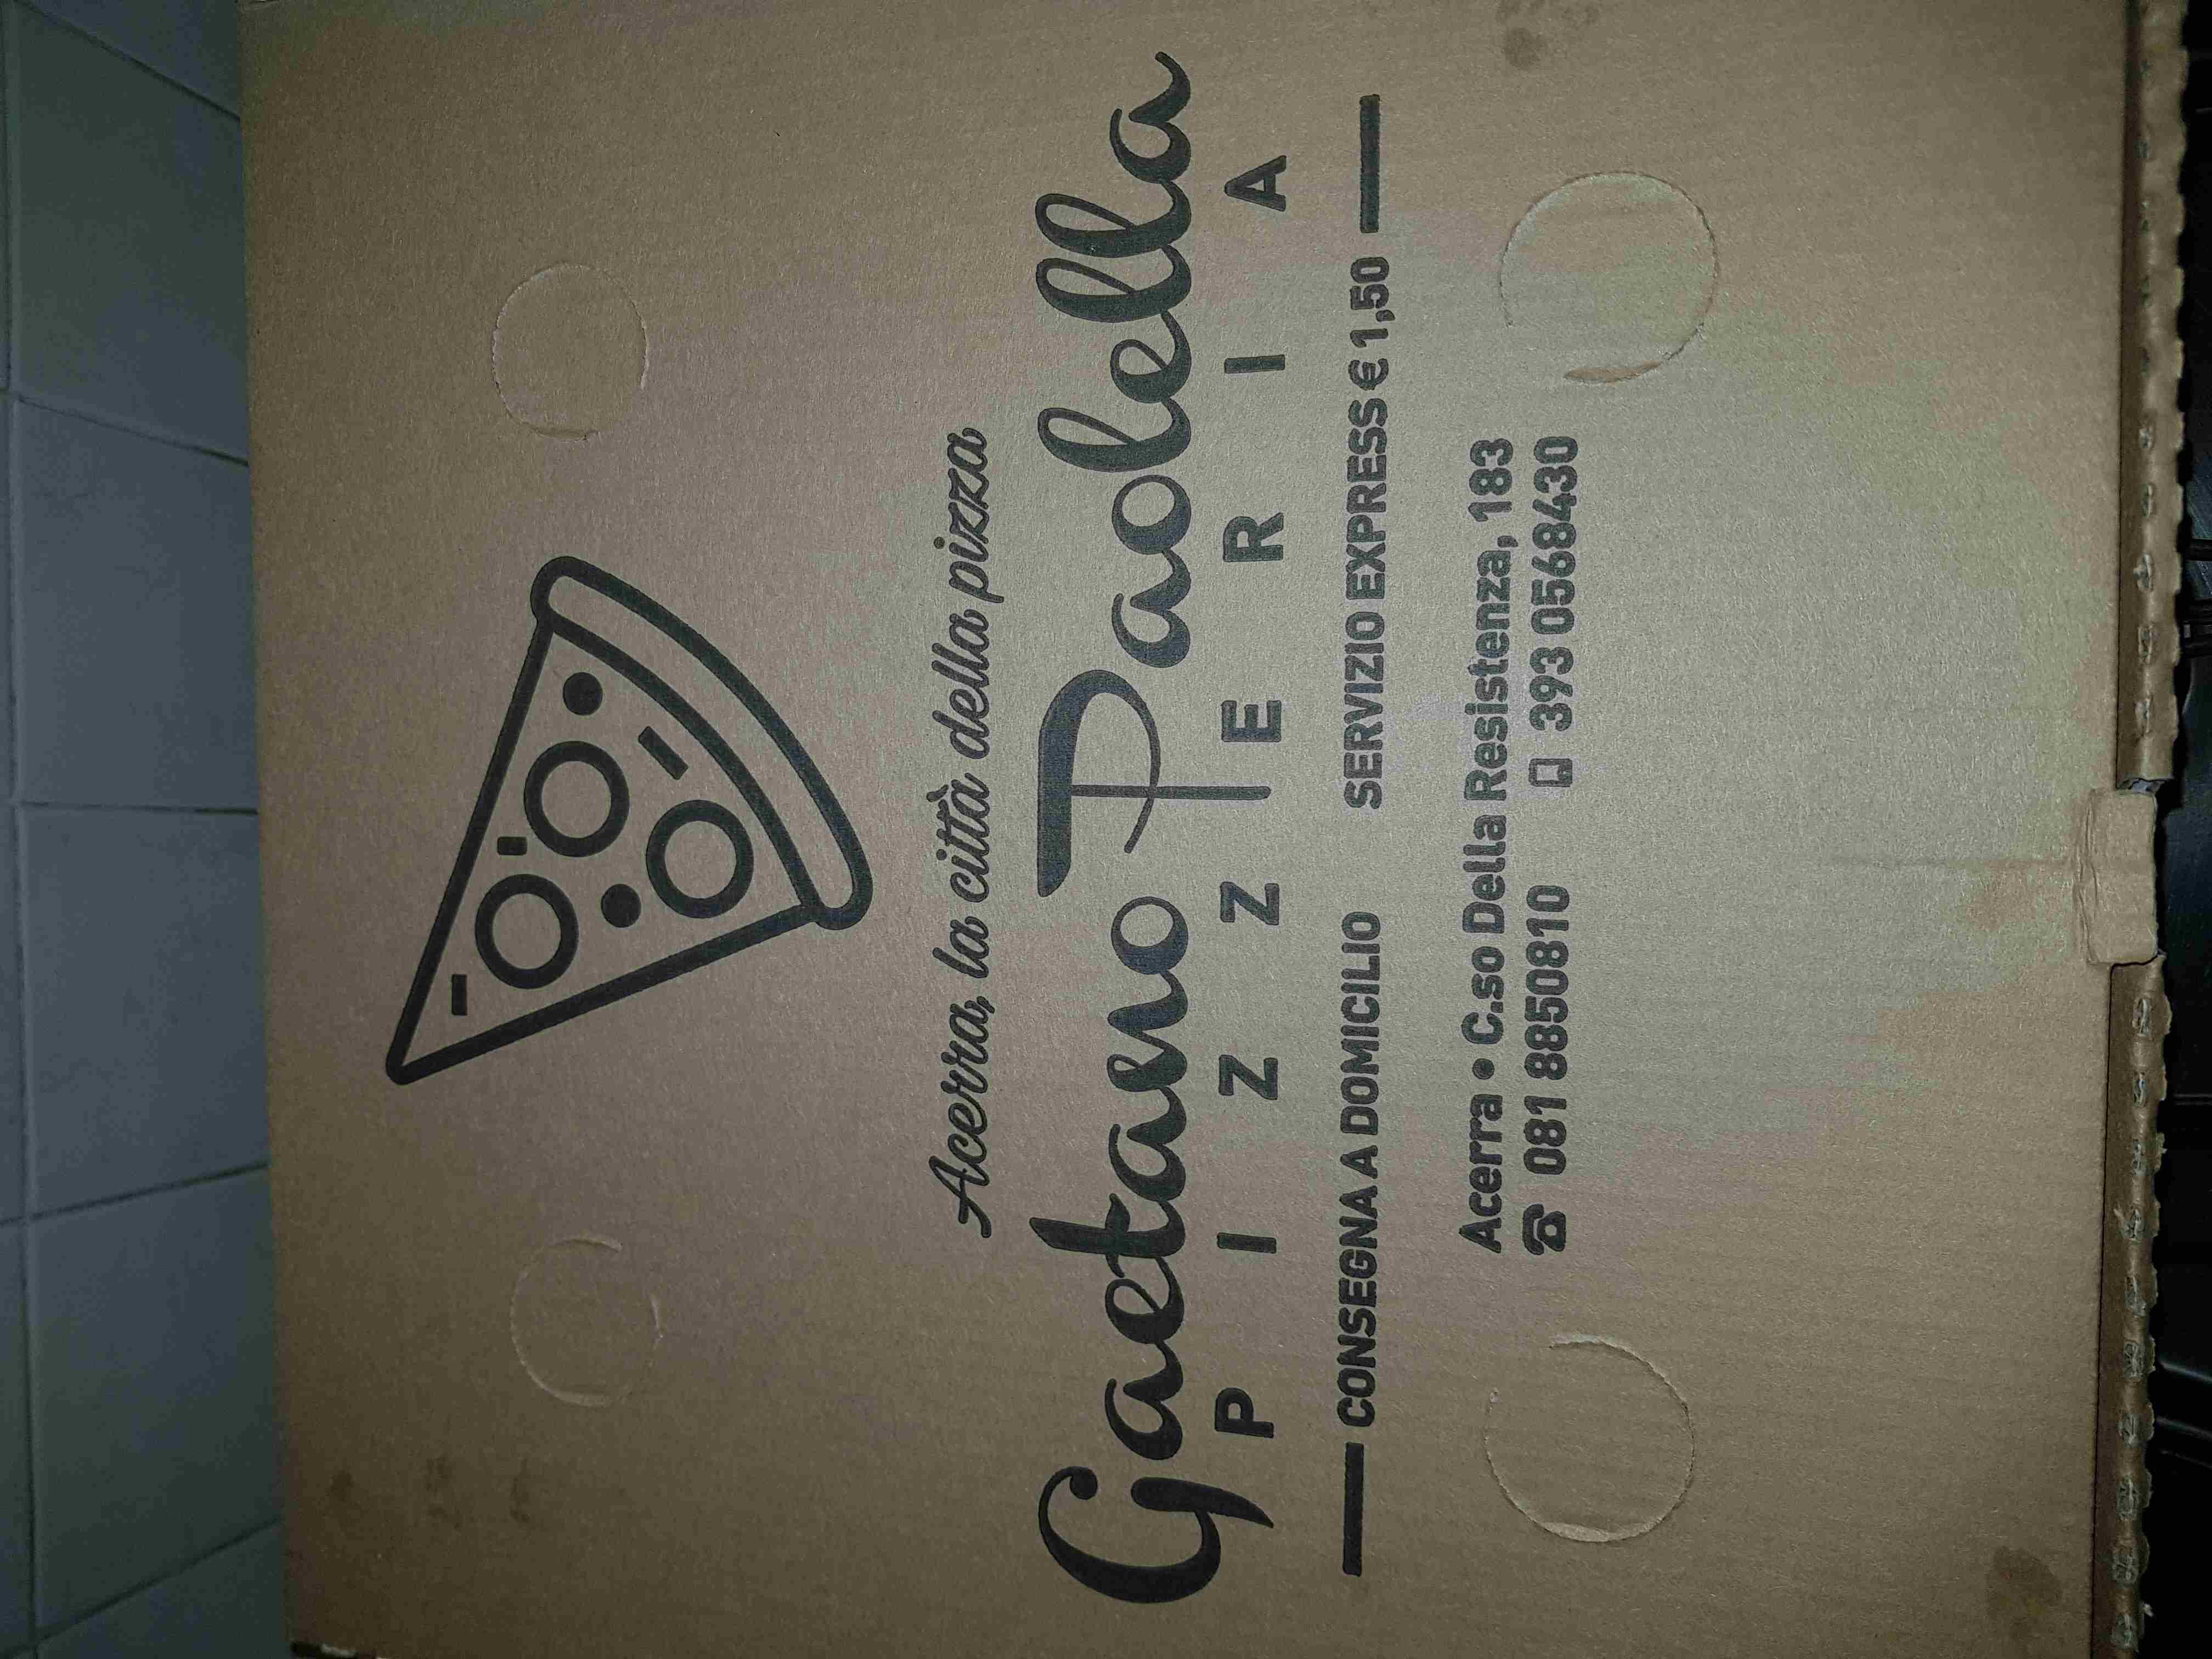 Acerra, la città della pizza
Gaetano Paolella
PIZZERIA
CONSEGNA A DOMICILIO SERVIZIO EXPRESS € 1,50
Acerra • C.so Della Resistenza, 183
081 8850810 393 0568430